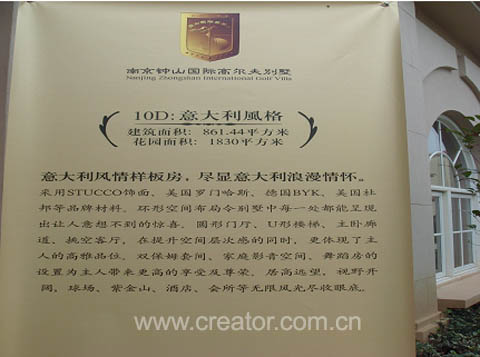 南京钟山国际高尔夫别墅
Nanjing Zhongshan International Golf Villa
10D:意大利風格
建筑面积: 861.44平方米
花园面积: 1830平方米
意大利风情样板房，尽显意大利浪漫情怀。
采用STUCCO饰面、美国罗门哈斯、德国BYK、美国杜
邦等品牌材料，环形空间布局令别墅中每一处都能呈现
出让人意想不到的惊喜。圆形门厅、U形楼梯、主卧廊
道、挑空客厅，在提升空间层次感的同时，更体现了主
人的高雅品位。双保姆套间、家庭影音空间、舞蹈房的
设置为主人带来更高的享受及尊荣。居高远望，视野开
阔，球场、紫金山、酒店、会所等无限风光尽收眼底。
www.creator.com.cn